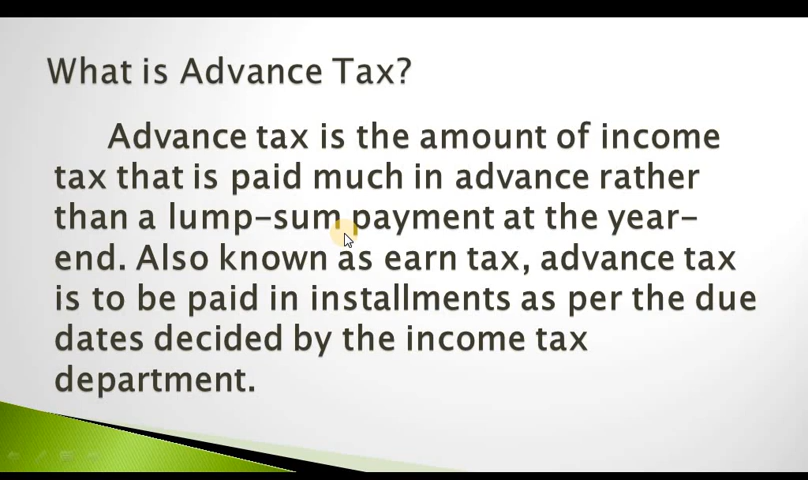 What is Advance Tax?
Advance tax is the amount of income
tax that is paid much in advance rather
than a lump-sum payment at the year-
end. Also known as earn tax, advance tax
is to be paid in installments as per the due
dates decided by the income tax
department.